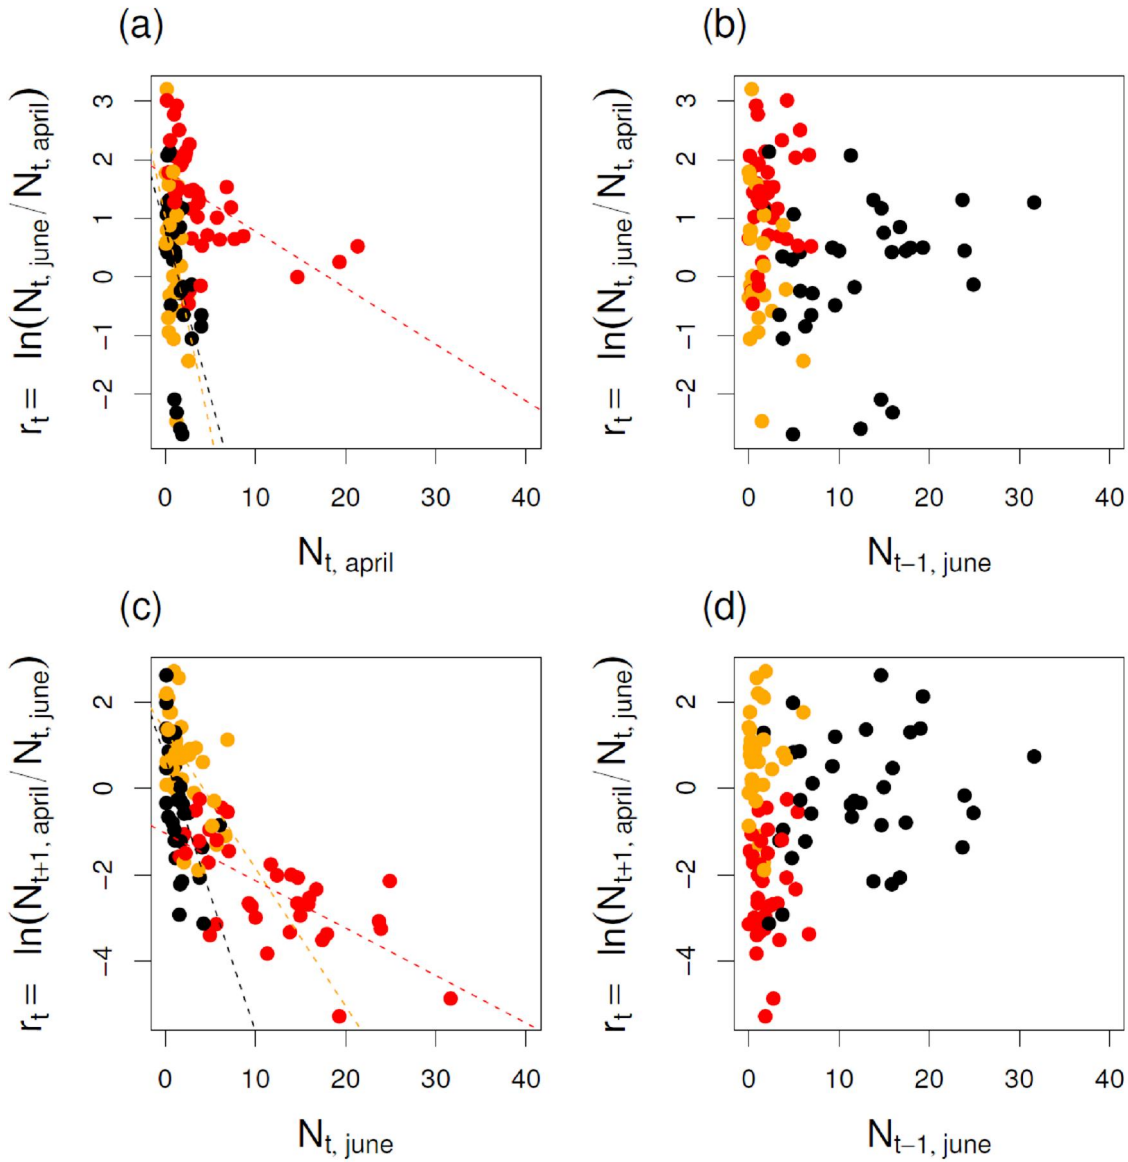 (a)
r_t = ln(N_t, june / N_t, april)
3
2
1
0
−1
−2
0 10 20 30 40
N_t, april
(b)
r_t = ln(N_t, june / N_t, april)
3
2
1
0
−1
−2
0 10 20 30 40
N_t−1, june
(c)
r_t = ln(N_t+1, april / N_t, june)
2
0
−2
−4
0 10 20 30 40
N_t, june
(d)
r_t = ln(N_t+1, april / N_t, june)
2
0
−2
−4
0 10 20 30 40
N_t−1, june